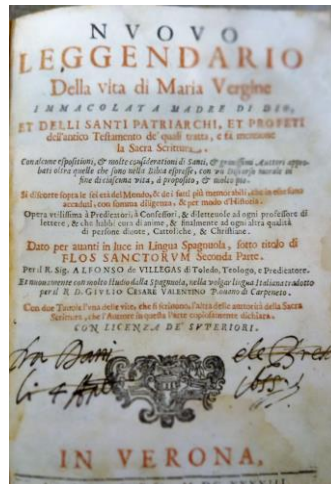 NVOVO
LEGGENDARIO
Della vita di Maria Vergine
IMMACOLATA MADRE DI DIO,
ET DELLI SANTI PATRIARCHI, ET PROFETI
dell'antico Testamento de' quali tratta, e fà mentione
la Sacra Scrittura,
Con alcune espositioni, & molte considerationi di Santi, & grauissimi Auttori appro-
bati oltra quelle che sono nella Bibia espresse, con vn discorso morale in
fine di ciascuna vita, à proposito, & molto pio.
Si discorre sopra le sei età del Mondo, & de i fatti più memorabili, che in esse sono
accaduti, con somma diligenza, & per modo d'Historia.
Opera vtilissima à Predicatori, à Confessori, & diletteuole ad ogni professore di
lettere, & che habbi cura di anime, & finalmente ad ogni altra qualità
di persone diuote, Cattoliche, & Christiane.
Dato per auanti in luce in Lingua Spagnuola, sotto titolo di
FLOS SANCTORVM Seconda Parte.
Per il R. Sig. ALFONSO de VILLEGAS di Toledo, Teologo, e Predicatore.
Et nuouamente con molto studio dalla Spagnuola, nella volgar lingua Italiana tradotto
per il R D. GIVLIO CESARE VALENTINO Piouano di Carpeneto.
Con due Tauole l'vna delle vite, che si scriuono, l'altra delle auttorità della Sacra
Scrittura, che l'Auttore in questa Parte copiosamente dichiara.
CON LICENZA DE' SVPERIORI.
IN VERONA,